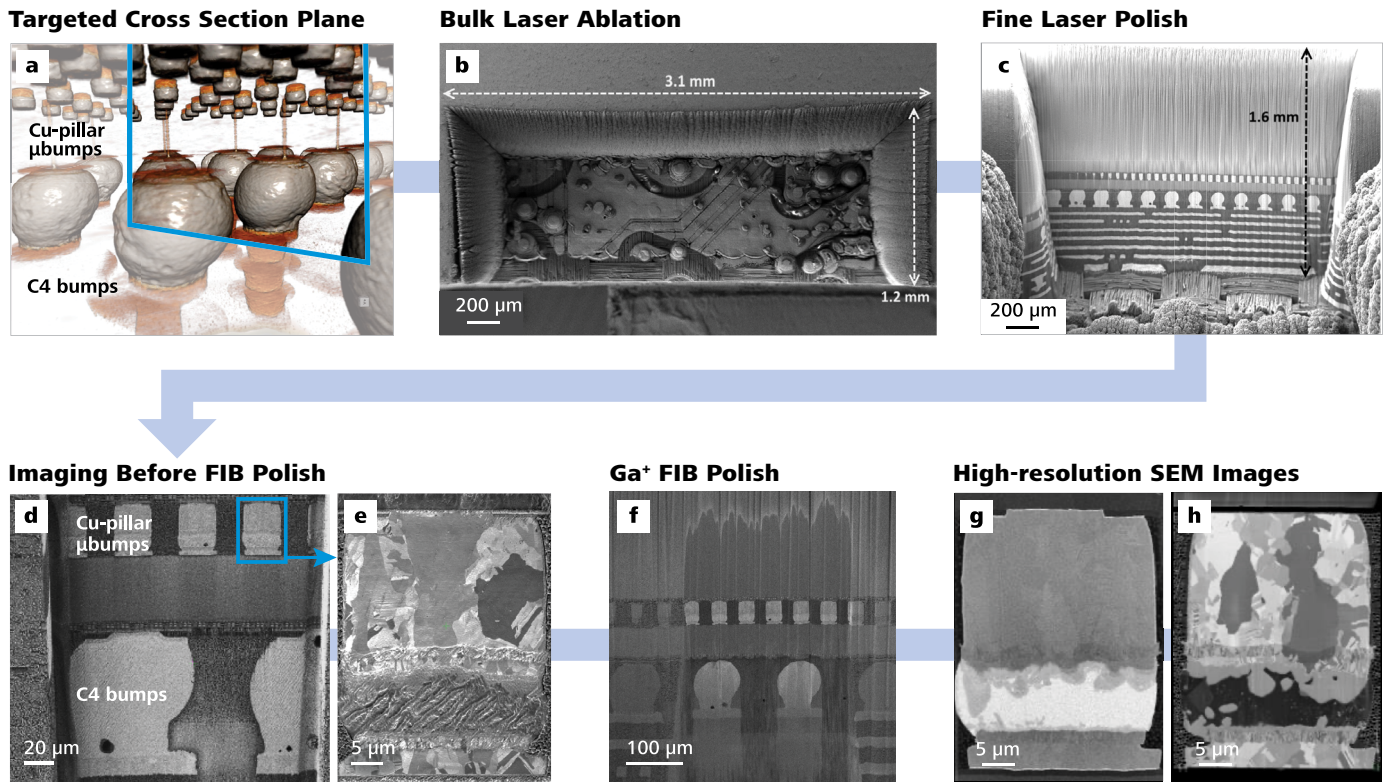 Targeted Cross Section Plane
a
Cu-pillar
µbumps
C4 bumps
Bulk Laser Ablation
b
3.1 mm
1.2 mm
200 µm
Fine Laser Polish
c
1.6 mm
200 µm
Imaging Before FIB Polish
d
Cu-pillar
µbumps
C4 bumps
20 µm
e
5 µm
Ga⁺ FIB Polish
f
100 µm
High-resolution SEM Images
g
5 µm
h
5 µm